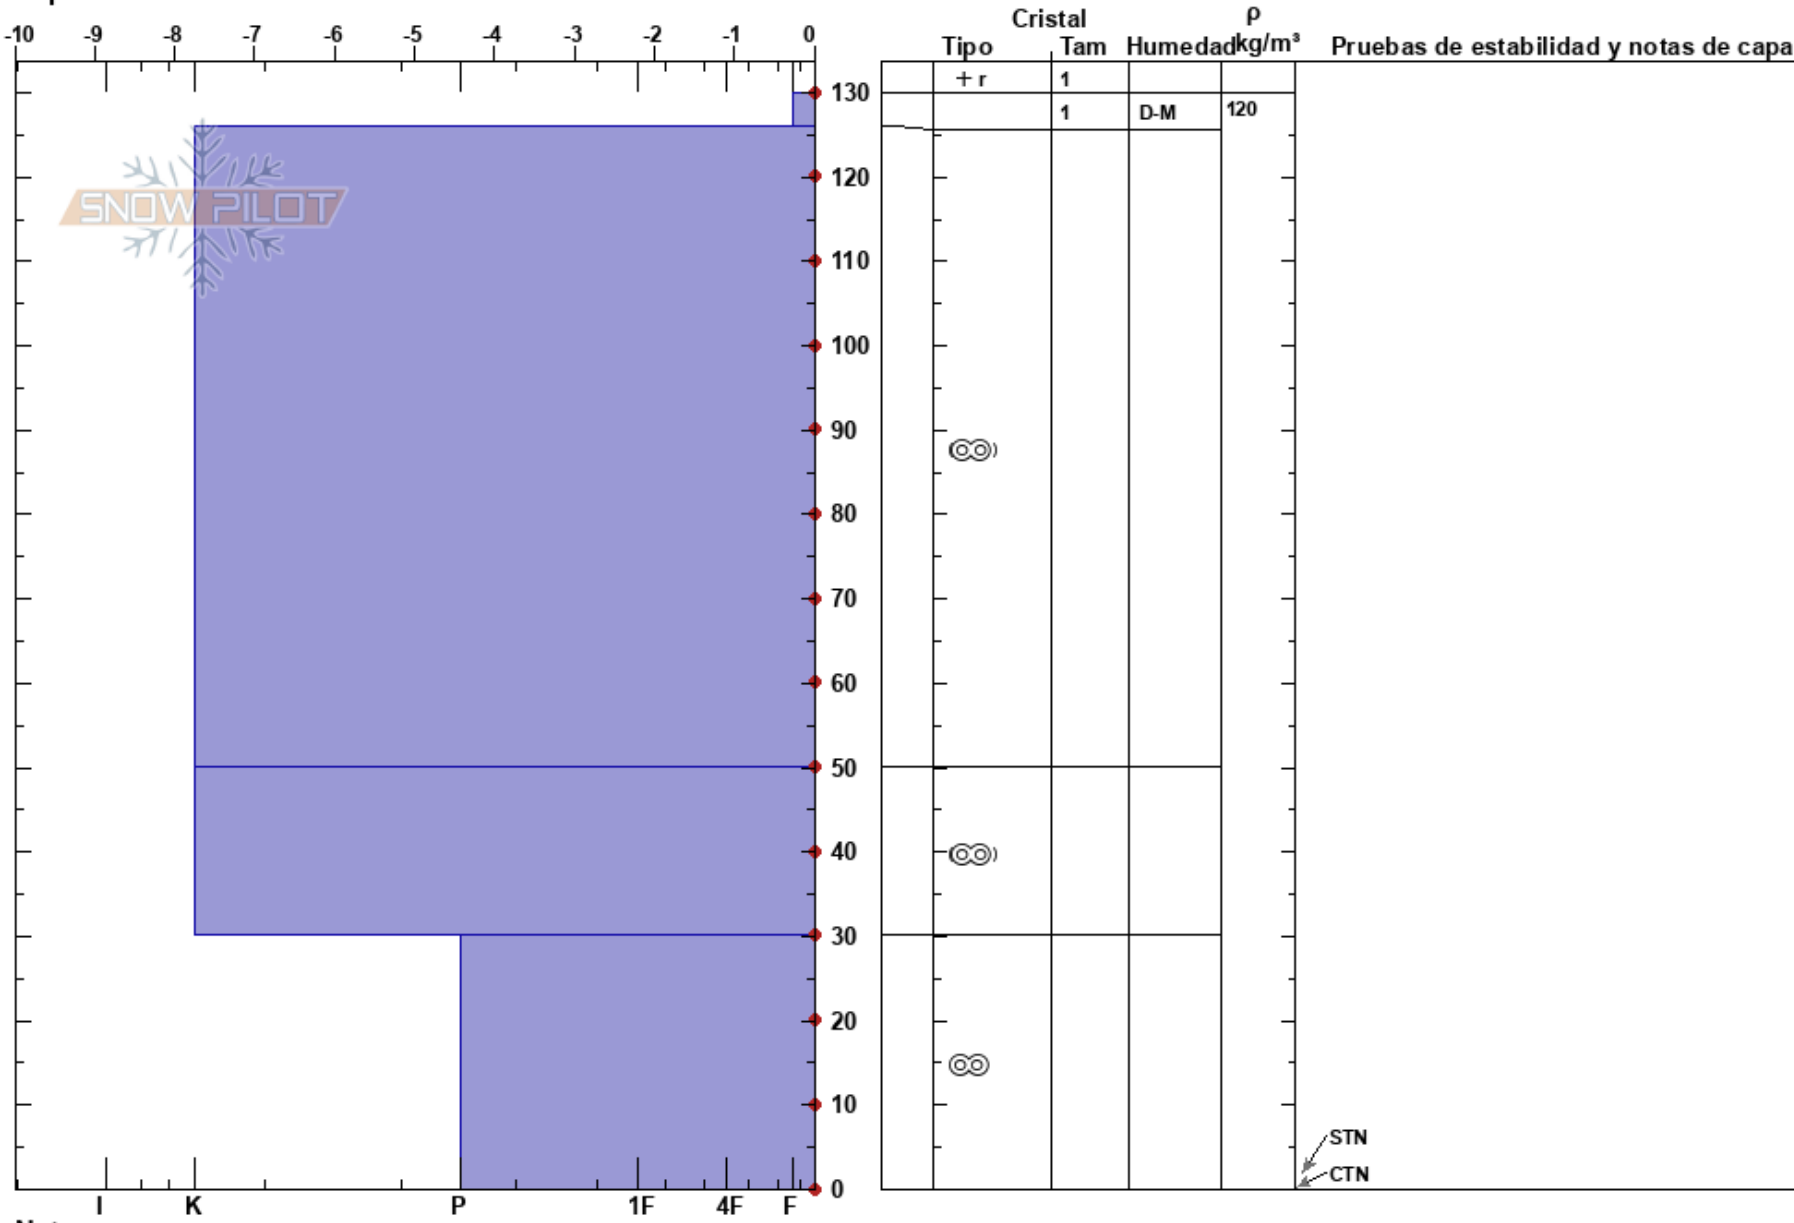 Cristal ρ
-10 -9 -8 -7 -6 -5 -4 -3 -2 -1 0
Tipo Tam Humedad kg/m³ Pruebas de estabilidad y notas de capa
+ r 1
130
1 D-M 120
120
SNOW PILOT
110
100
90
80
70
60
50
40
30
20
10
STN
CTN
0
I K P 1F 4F F